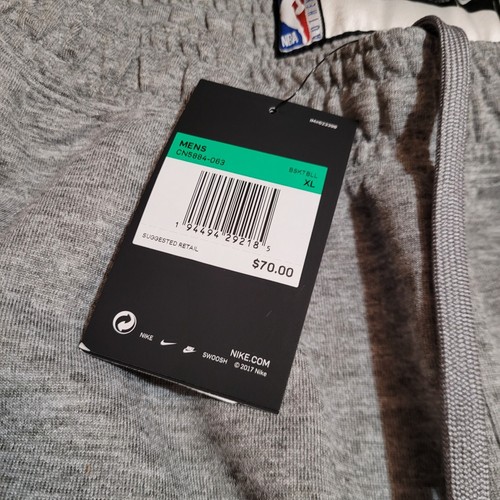 NBA
MENS
CN5884-063
BSKTBLL
XL
1 94494 29218 5
SUGGESTED RETAIL
$70.00
NIKE
SWOOSH
NIKE.COM
© 2017 Nike